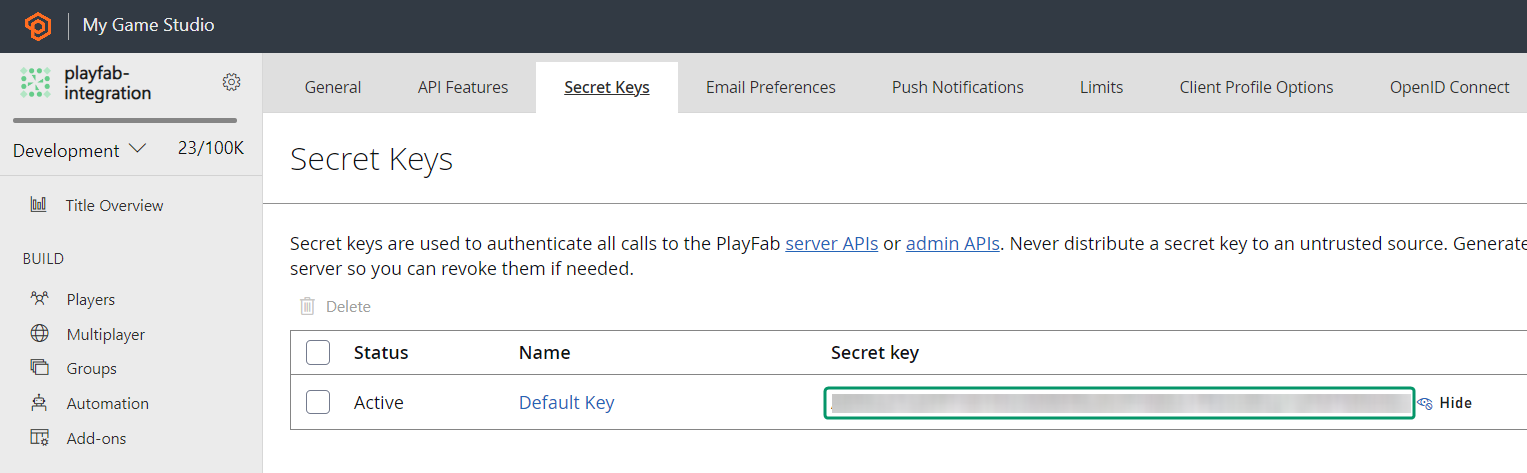 My Game Studio
playfab-
integration
Development 23/100K
Title Overview
BUILD
Players
Multiplayer
Groups
Automation
Add-ons
General API Features Secret Keys Email Preferences Push Notifications Limits Client Profile Options OpenID Connect
Secret Keys
Secret keys are used to authenticate all calls to the PlayFab server APIs or admin APIs. Never distribute a secret key to an untrusted source. Generate
server so you can revoke them if needed.
Delete
Status Name Secret key
Active Default Key Hide